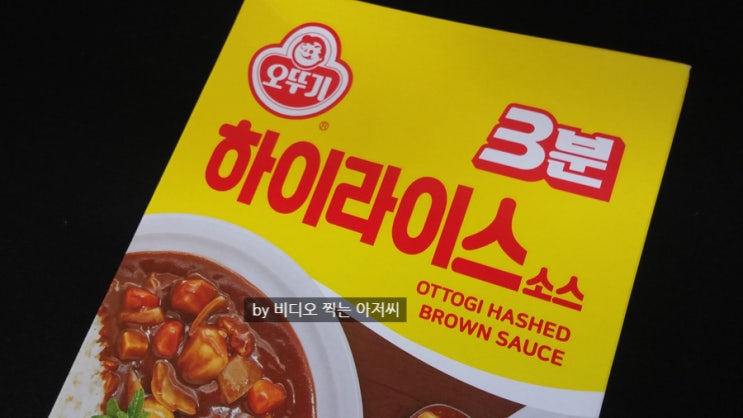 오뚜기
®
3분
하이라이스 소스
OTTOGI HASHED
BROWN SAUCE
by 비디오 찍는 아저씨